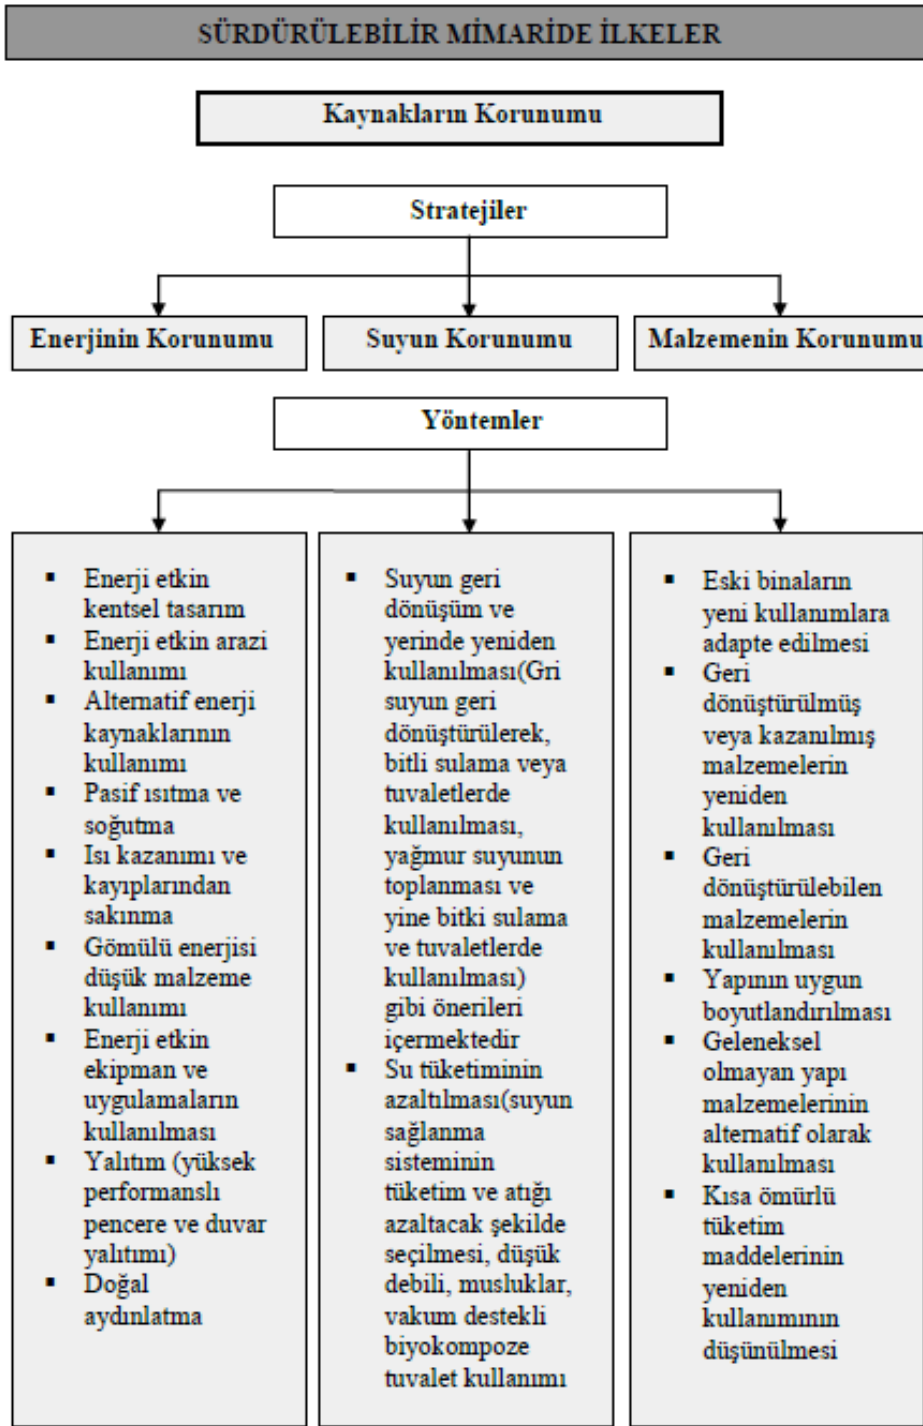 SÜRDÜRÜLEBİLİR MİMARİDE İLKELER
Kaynakların Korunumu
Stratejiler
Enerjinin Korunumu
Suyun Korunumu
Malzemenin Korunumu
Yöntemler
▪ Enerji etkin
kentsel tasarım
▪ Enerji etkin arazi
kullanımı
▪ Alternatif enerji
kaynaklarının
kullanımı
▪ Pasif ısıtma ve
soğutma
▪ Isı kazanımı ve
kayıplarından
sakınma
▪ Gömülü enerjisi
düşük malzeme
kullanımı
▪ Enerji etkin
ekipman ve
uygulamaların
kullanılması
▪ Yalıtım (yüksek
performanslı
pencere ve duvar
yalıtımı)
▪ Doğal
aydınlatma
▪ Suyun geri
dönüşüm ve
yerinde yeniden
kullanılması(Gri
suyun geri
dönüştürülerek,
bitli sulama veya
tuvaletlerde
kullanılması,
yağmur suyunun
toplanması ve
yine bitki sulama
ve tuvaletlerde
kullanılması)
gibi önerileri
içermektedir
▪ Su tüketiminin
azaltılması(suyun
sağlanma
sisteminin
tüketim ve atığı
azaltacak şekilde
seçilmesi, düşük
debili, musluklar,
vakum destekli
biyokompoze
tuvalet kullanımı
▪ Eski binaların
yeni kullanımlara
adapte edilmesi
▪ Geri
dönüştürülmüş
veya kazanılmış
malzemelerin
yeniden
kullanılması
▪ Geri
dönüştürülebilen
malzemelerin
kullanılması
▪ Yapının uygun
boyutlandırılması
▪ Geleneksel
olmayan yapı
malzemelerinin
alternatif olarak
kullanılması
▪ Kısa ömürlü
tüketim
maddelerinin
yeniden
kullanımının
düşünülmesi